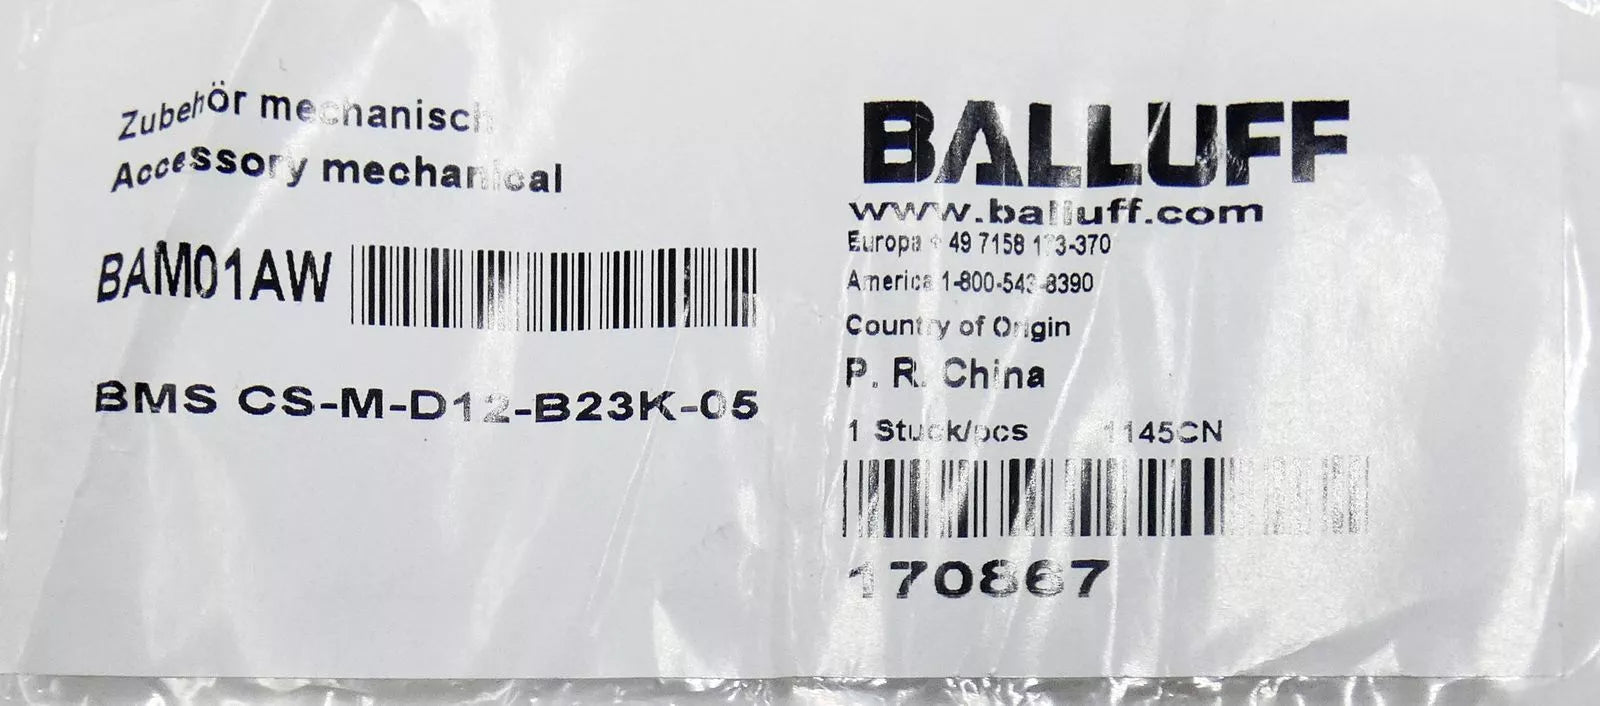 Zubehör mechanisch
Accessory mechanical
BAM01AW
BMS CS-M-D12-B23K-05
BALLUFF
www.balluff.com
Europa + 49 7158 173-370
America 1-800-543-8390
Country of Origin
P. R. China
1 Stuck/pcs 1145CN
170867